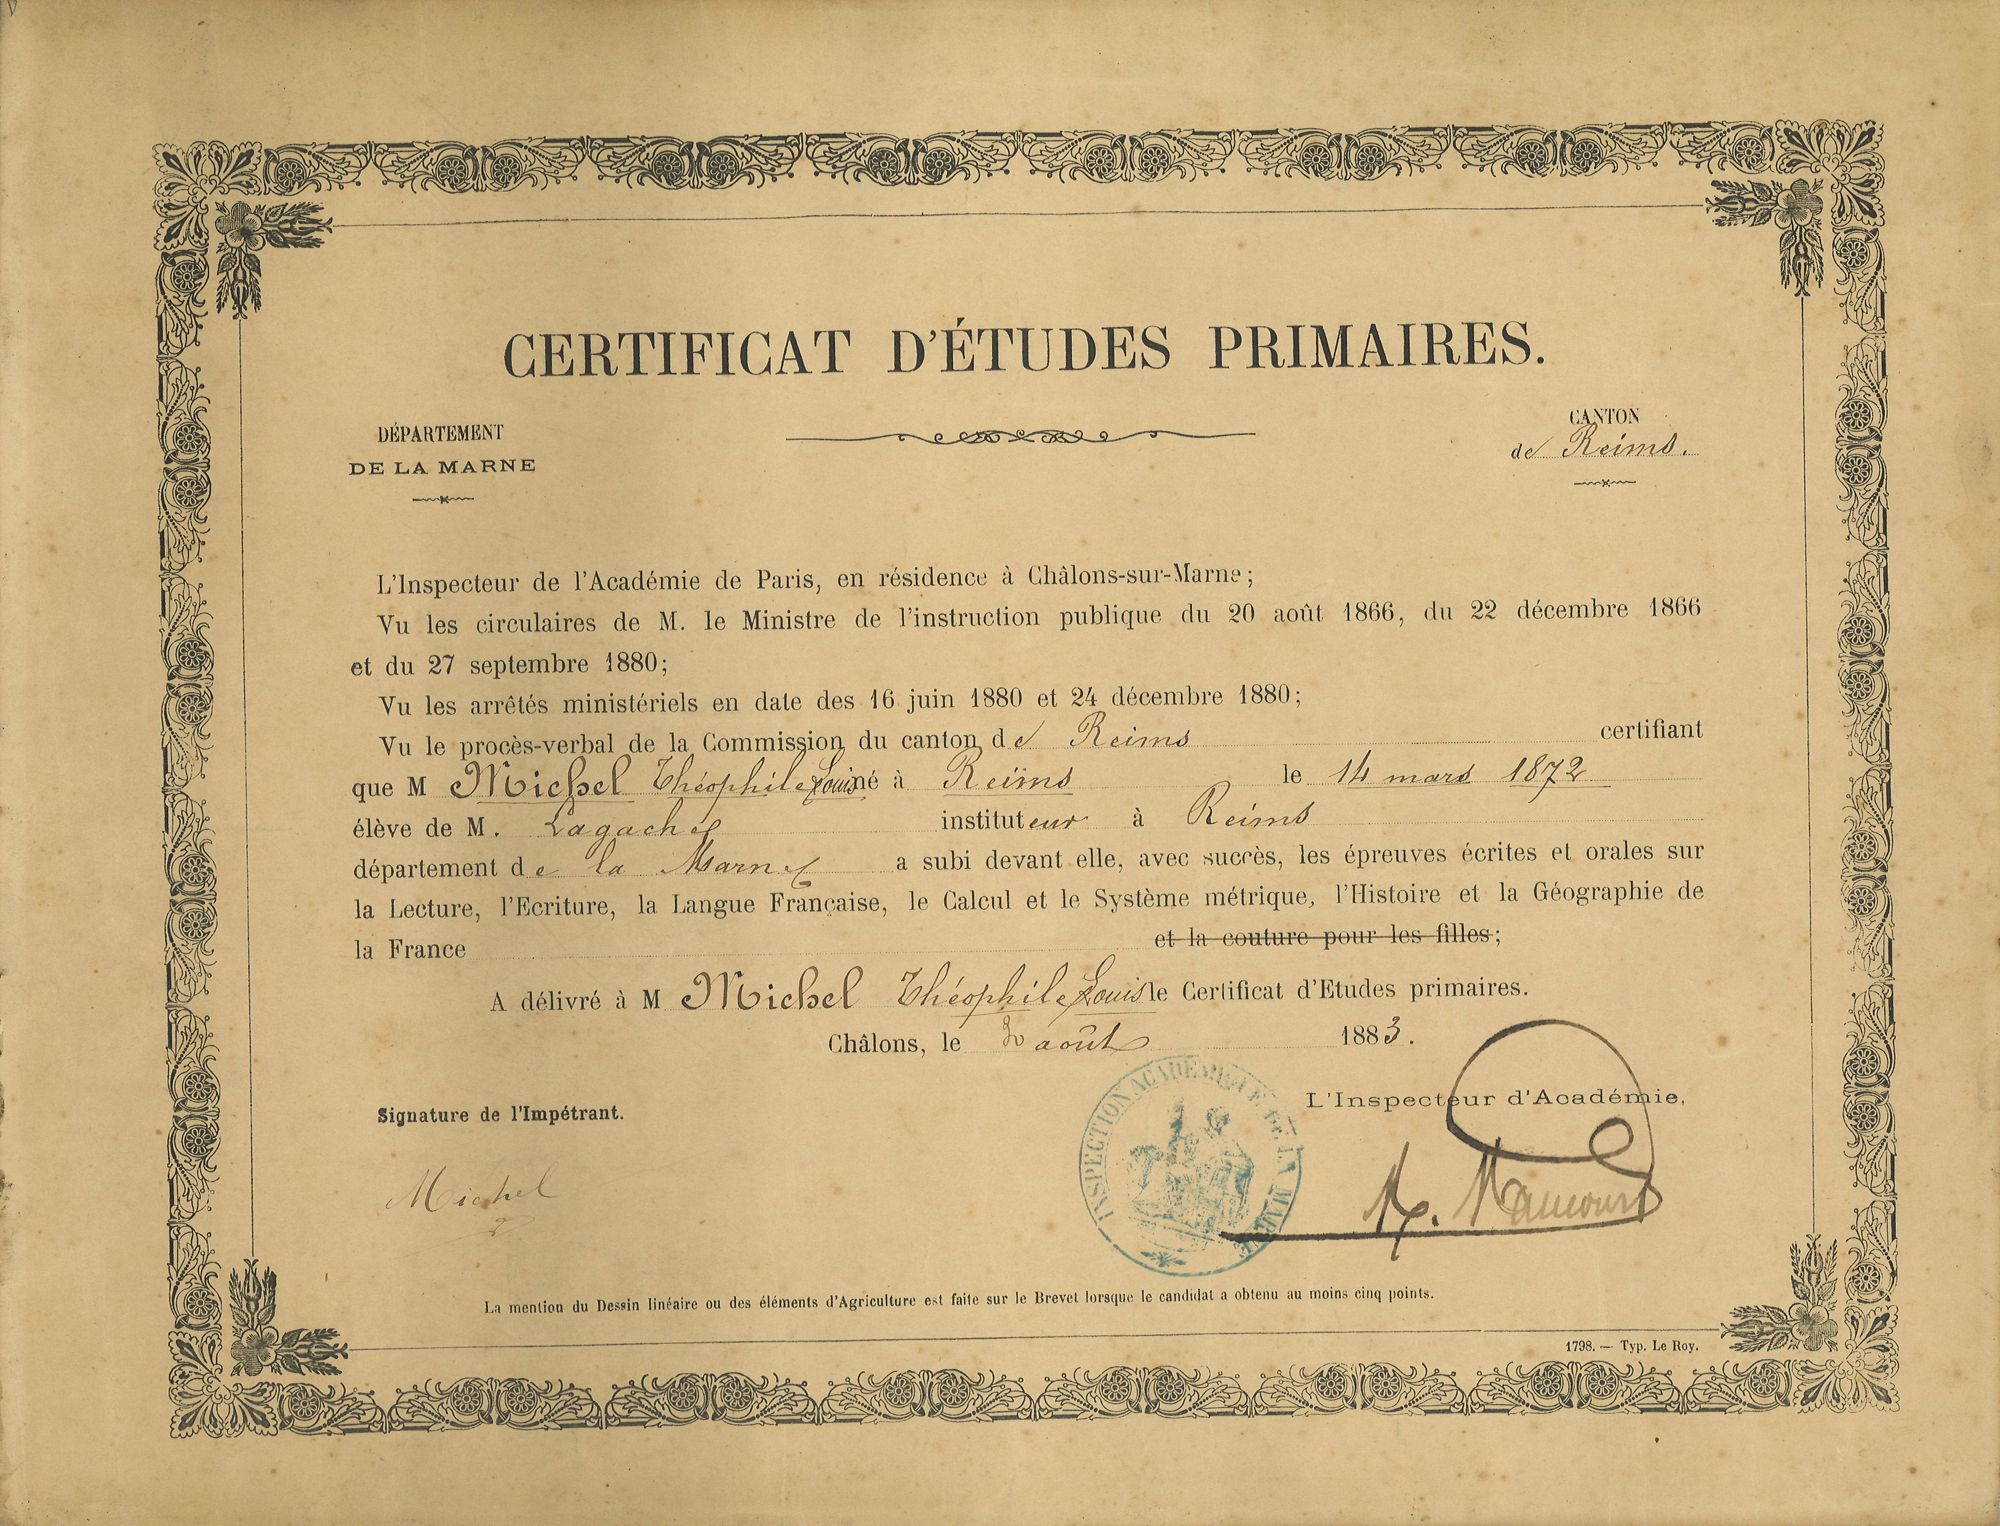 CERTIFICAT D'ÉTUDES PRIMAIRES.
DÉPARTEMENT
DE LA MARNE
CANTON
de Reims.
L'Inspecteur de l'Académie de Paris, en résidence à Châlons-sur-Marne;
Vu les circulaires de M. le Ministre de l'instruction publique du 20 août 1866, du 22 décembre 1866
et du 27 septembre 1880;
Vu les arrêtés ministériels en date des 16 juin 1880 et 24 décembre 1880;
Vu le procès-verbal de la Commission du canton de Reims certifiant
que M Michel Théophile Louis né à Reims le 14 mars 1872
élève de M. Lagache instituteur à Reims
département de la Marne a subi devant elle, avec succès, les épreuves écrites et orales sur
la Lecture, l'Ecriture, la Langue Française, le Calcul et le Système métrique, l'Histoire et la Géographie de
la France et la couture pour les filles;
A délivré à M Michel Théophile Louis le Certificat d'Etudes primaires.
Châlons, le août 1883.
Signature de l'Impétrant.
Michel
L'Inspecteur d'Académie,
INSPECTION ACADÉMIQUE DE LA MARNE
La mention du Dessin linéaire ou des éléments d'Agriculture est faite sur le Brevet lorsque le candidat a obtenu au moins cinq points.
1798. — Typ. Le Roy.